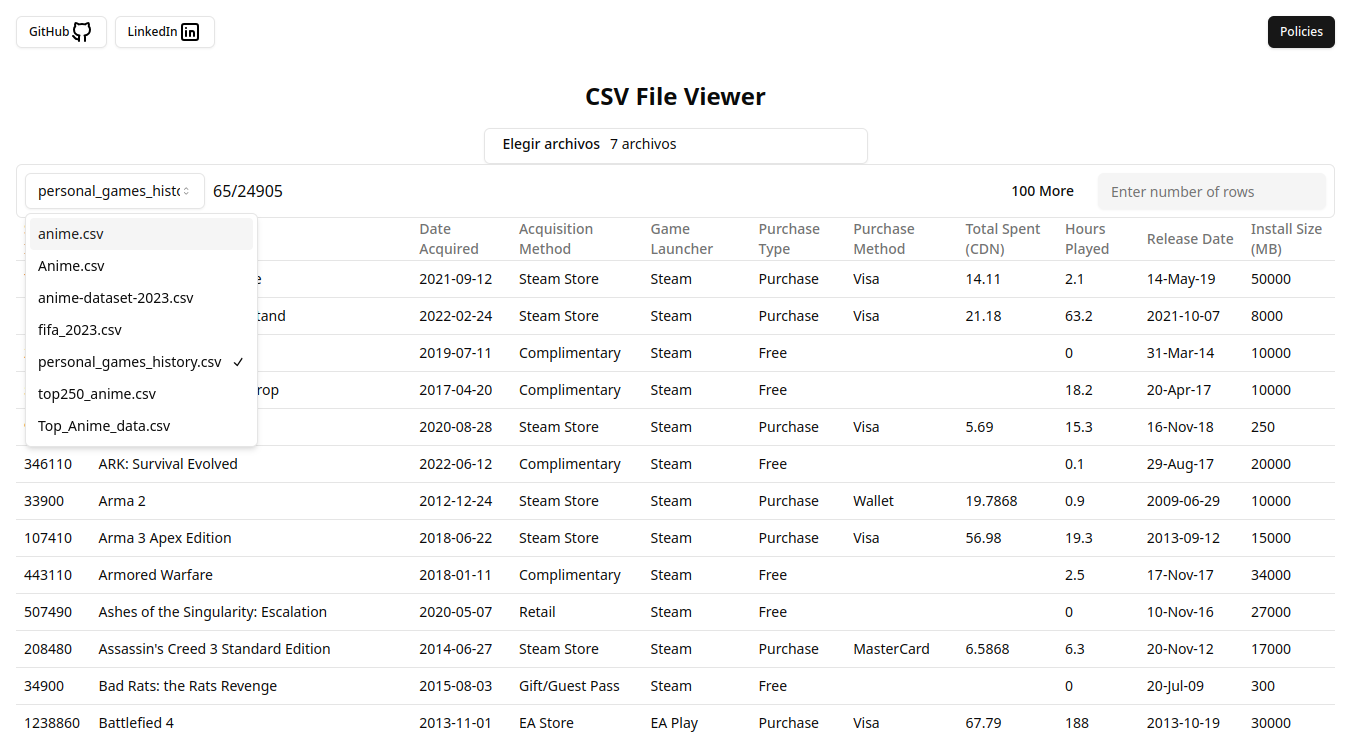 GitHub LinkedIn Policies
CSV File Viewer
Elegir archivos 7 archivos
personal_games_histo 65/24905 100 More Enter number of rows
anime.csv
Anime.csv
anime-dataset-2023.csv
fifa_2023.csv
personal_games_history.csv
top250_anime.csv
Top_Anime_data.csv
Date Acquired Acquisition Method Game Launcher Purchase Type Purchase Method Total Spent (CDN) Hours Played Release Date Install Size (MB)
2021-09-12 Steam Store Steam Purchase Visa 14.11 2.1 14-May-19 50000
2022-02-24 Steam Store Steam Purchase Visa 21.18 63.2 2021-10-07 8000
2019-07-11 Complimentary Steam Free 0 31-Mar-14 10000
2017-04-20 Complimentary Steam Free 18.2 20-Apr-17 10000
2020-08-28 Steam Store Steam Purchase Visa 5.69 15.3 16-Nov-18 250
346110 ARK: Survival Evolved 2022-06-12 Complimentary Steam Free 0.1 29-Aug-17 20000
33900 Arma 2 2012-12-24 Steam Store Steam Purchase Wallet 19.7868 0.9 2009-06-29 10000
107410 Arma 3 Apex Edition 2018-06-22 Steam Store Steam Purchase Visa 56.98 19.3 2013-09-12 15000
443110 Armored Warfare 2018-01-11 Complimentary Steam Free 2.5 17-Nov-17 34000
507490 Ashes of the Singularity: Escalation 2020-05-07 Retail Steam Free 0 10-Nov-16 27000
208480 Assassin's Creed 3 Standard Edition 2014-06-27 Steam Store Steam Purchase MasterCard 6.5868 6.3 20-Nov-12 17000
34900 Bad Rats: the Rats Revenge 2015-08-03 Gift/Guest Pass Steam Free 0 20-Jul-09 300
1238860 Battlefied 4 2013-11-01 EA Store EA Play Purchase Visa 67.79 188 2013-10-19 30000